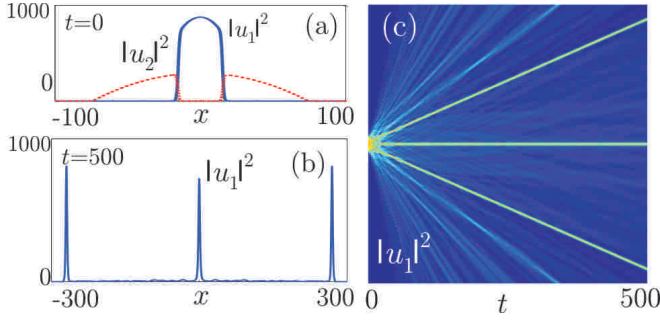 1000
t=0
|u₂|²
|u₁|²
(a)
0
-100
x
100
1000
t=500
|u₁|²
(b)
0
-300
x
300
(c)
|u₁|²
0
t
500